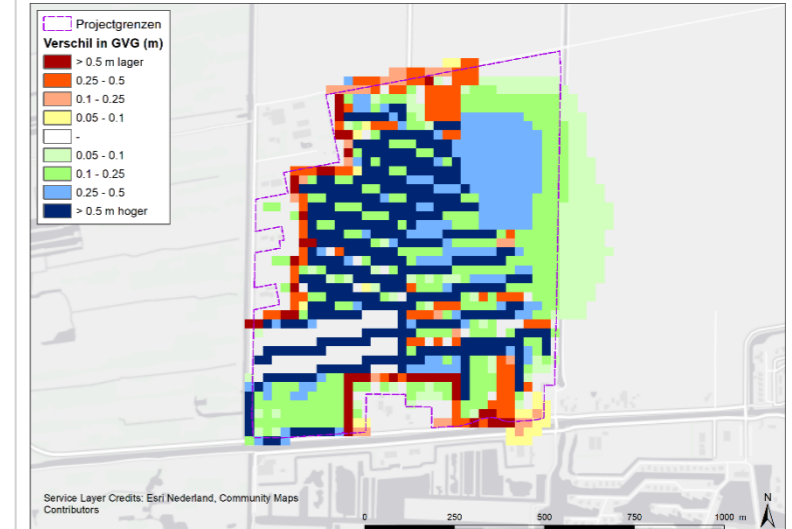 Projectgrenzen
Verschil in GVG (m)
> 0.5 m lager
0.25 - 0.5
0.1 - 0.25
0.05 - 0.1
-
0.05 - 0.1
0.1 - 0.25
0.25 - 0.5
> 0.5 m hoger
Service Layer Credits: Esri Nederland, Community Maps
Contributors
N
0 250 500 750 1000 m